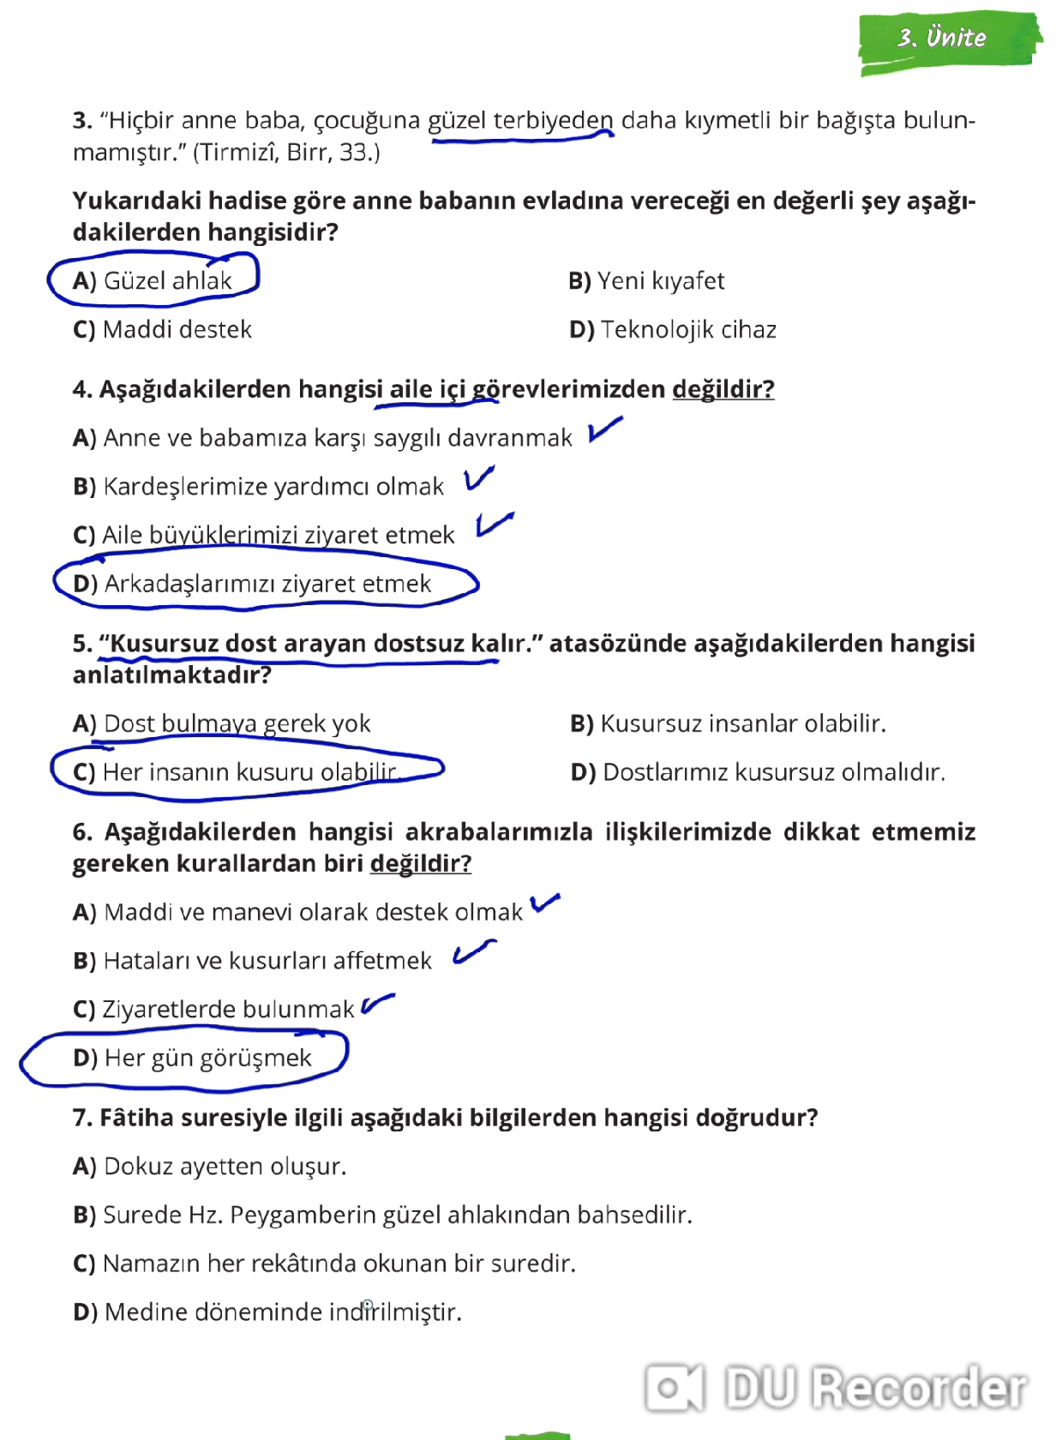 3. Ünite
3. “Hiçbir anne baba, çocuğuna güzel terbiyeden daha kıymetli bir bağışta bulun-
mamıştır.” (Tirmizî, Birr, 33.)
Yukarıdaki hadise göre anne babanın evladına vereceği en değerli şey aşağı-
dakilerden hangisidir?
A) Güzel ahlak B) Yeni kıyafet
C) Maddi destek D) Teknolojik cihaz
4. Aşağıdakilerden hangisi aile içi görevlerimizden değildir?
A) Anne ve babamıza karşı saygılı davranmak
B) Kardeşlerimize yardımcı olmak
C) Aile büyüklerimizi ziyaret etmek
D) Arkadaşlarımızı ziyaret etmek
5. “Kusursuz dost arayan dostsuz kalır.” atasözünde aşağıdakilerden hangisi
anlatılmaktadır?
A) Dost bulmaya gerek yok B) Kusursuz insanlar olabilir.
C) Her insanın kusuru olabilir. D) Dostlarımız kusursuz olmalıdır.
6. Aşağıdakilerden hangisi akrabalarımızla ilişkilerimizde dikkat etmemiz
gereken kurallardan biri değildir?
A) Maddi ve manevi olarak destek olmak
B) Hataları ve kusurları affetmek
C) Ziyaretlerde bulunmak
D) Her gün görüşmek
7. Fâtiha suresiyle ilgili aşağıdaki bilgilerden hangisi doğrudur?
A) Dokuz ayetten oluşur.
B) Surede Hz. Peygamberin güzel ahlakından bahsedilir.
C) Namazın her rekâtında okunan bir suredir.
D) Medine döneminde indirilmiştir.
DU Recorder